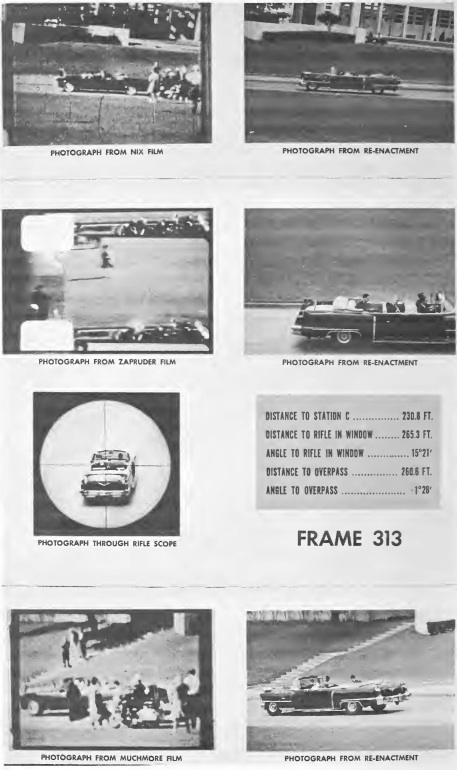 PHOTOGRAPH FROM NIX FILM
PHOTOGRAPH FROM RE-ENACTMENT
PHOTOGRAPH FROM ZAPRUDER FILM
PHOTOGRAPH FROM RE-ENACTMENT
DISTANCE TO STATION C ............... 230.8 FT.
DISTANCE TO RIFLE IN WINDOW ........ 265.3 FT.
ANGLE TO RIFLE IN WINDOW ............. 15°21'
DISTANCE TO OVERPASS ................ 260.6 FT.
ANGLE TO OVERPASS ................... -1°28'
PHOTOGRAPH THROUGH RIFLE SCOPE
FRAME 313
PHOTOGRAPH FROM MUCHMORE FILM
PHOTOGRAPH FROM RE-ENACTMENT